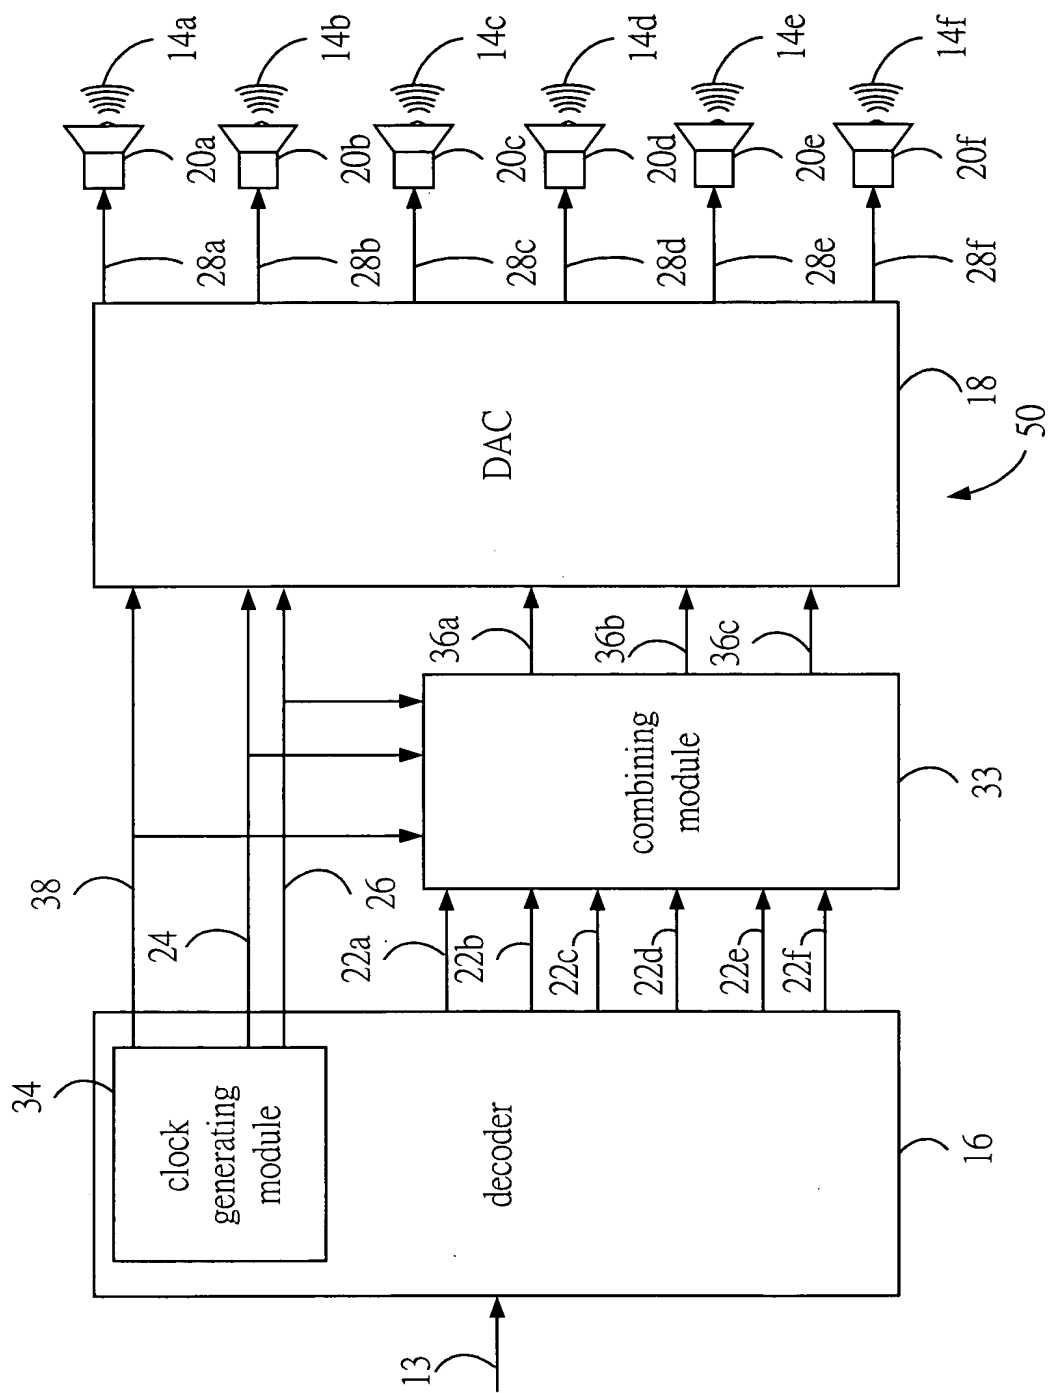 13
34
clock
generating
module
decoder
16
38
24
26
22a
22b
22c
22d
22e
22f
combining
module
33
36a
36b
36c
DAC
18
50
28a
28b
28c
28d
28e
28f
20a
20b
20c
20d
20e
20f
14a
14b
14c
14d
14e
14f